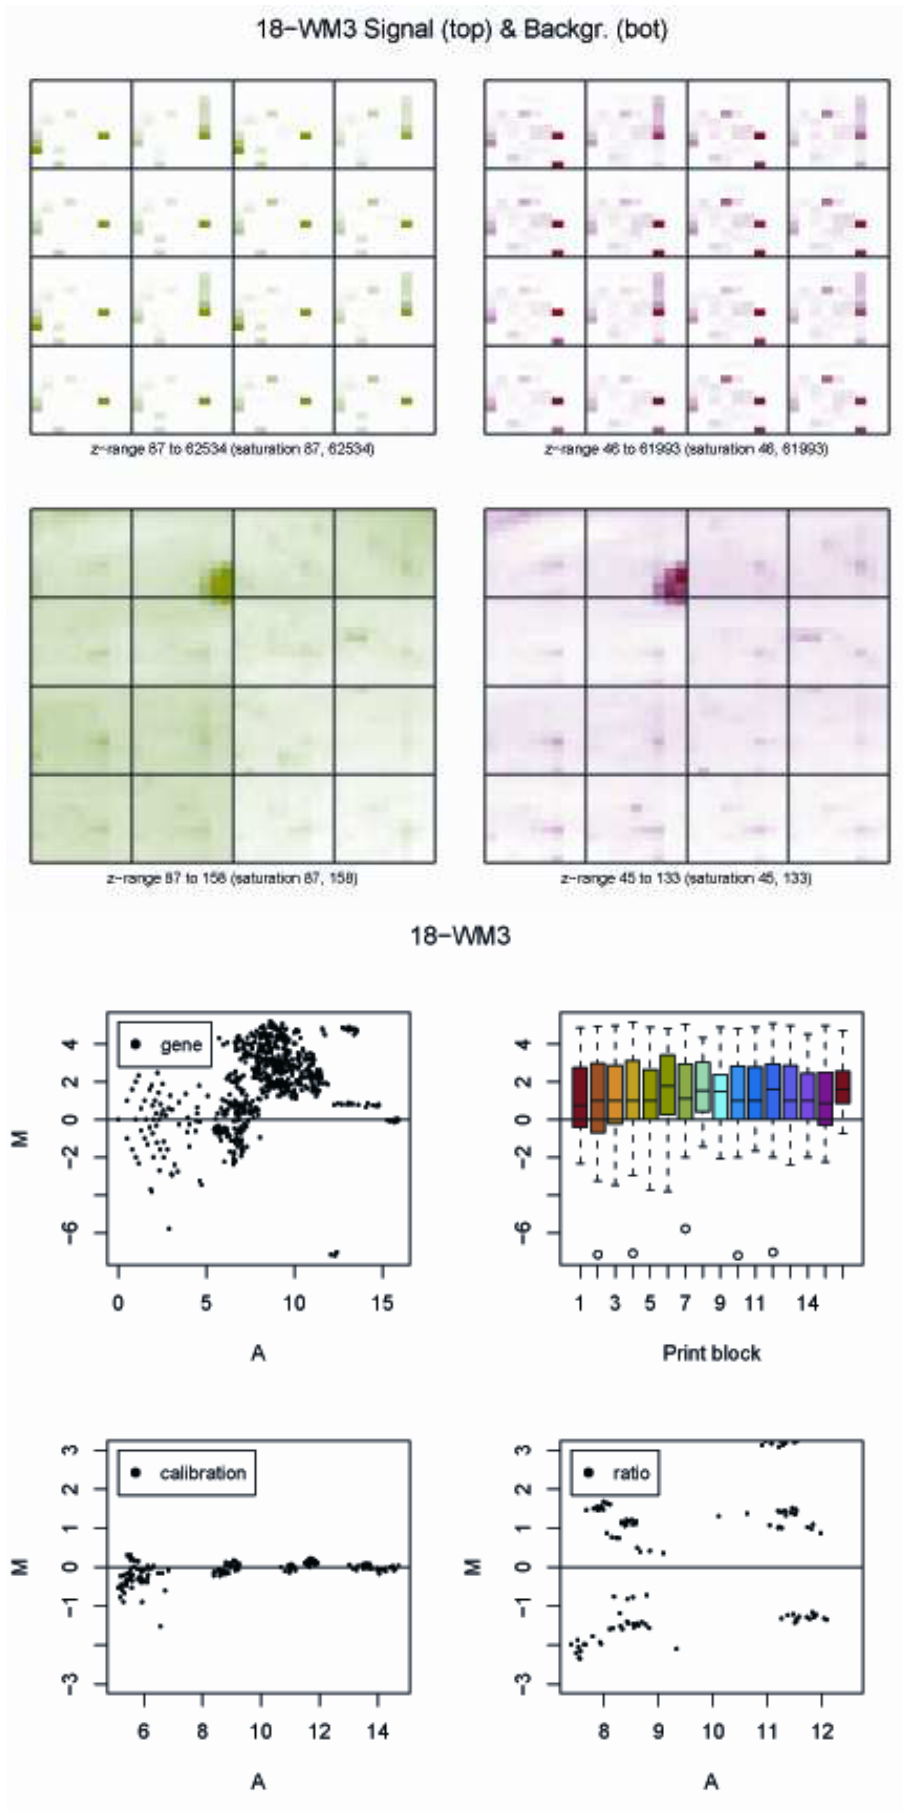 18−WM3 Signal (top) & Backgr. (bot)
z−range 87 to 62534 (saturation 87, 62534)
z−range 46 to 61993 (saturation 46, 61993)
z−range 87 to 158 (saturation 87, 158)
z−range 45 to 133 (saturation 45, 133)
18−WM3
gene
4
2
0
−2
−6
M
0 5 10 15
A
4
2
0
−2
−6
1 3 5 7 9 11 14
Print block
calibration
3
2
1
0
−1
−3
M
6 8 10 12 14
A
ratio
3
2
1
0
−1
−3
M
8 9 10 11 12
A